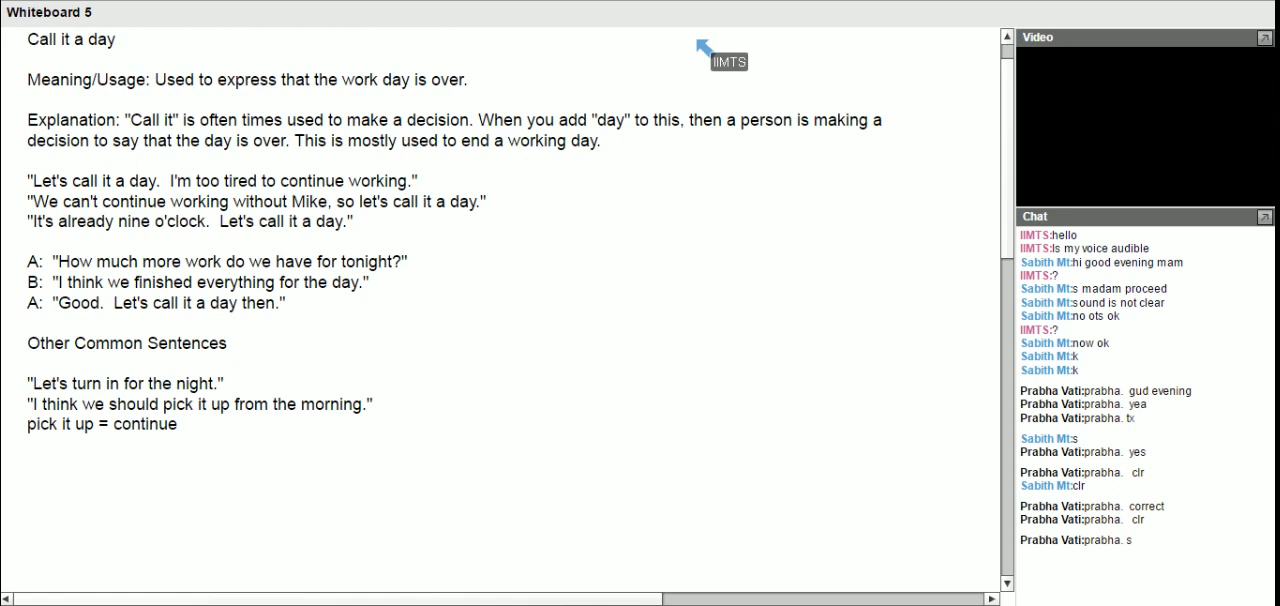 Whiteboard 5
Call it a day
IIMTS
Meaning/Usage: Used to express that the work day is over.
Explanation: "Call it" is often times used to make a decision. When you add "day" to this, then a person is making a
decision to say that the day is over. This is mostly used to end a working day.
"Let's call it a day.  I'm too tired to continue working."
"We can't continue working without Mike, so let's call it a day."
"It's already nine o'clock.  Let's call it a day."
A:  "How much more work do we have for tonight?"
B:  "I think we finished everything for the day."
A:  "Good.  Let's call it a day then."
Other Common Sentences
"Let's turn in for the night."
"I think we should pick it up from the morning."
pick it up = continue
Video
Chat
IIMTS:hello
IIMTS:Is my voice audible
Sabith Mt:hi good evening mam
IIMTS:?
Sabith Mt:s madam proceed
Sabith Mt:sound is not clear
Sabith Mt:no ots ok
IIMTS:?
Sabith Mt:now ok
Sabith Mt:k
Sabith Mt:k
Prabha Vati:prabha.  gud evening
Prabha Vati:prabha.  yea
Prabha Vati:prabha. tx
Sabith Mt:s
Prabha Vati:prabha.  yes
Prabha Vati:prabha.   clr
Sabith Mt:clr
Prabha Vati:prabha.  correct
Prabha Vati:prabha.   clr
Prabha Vati:prabha. s